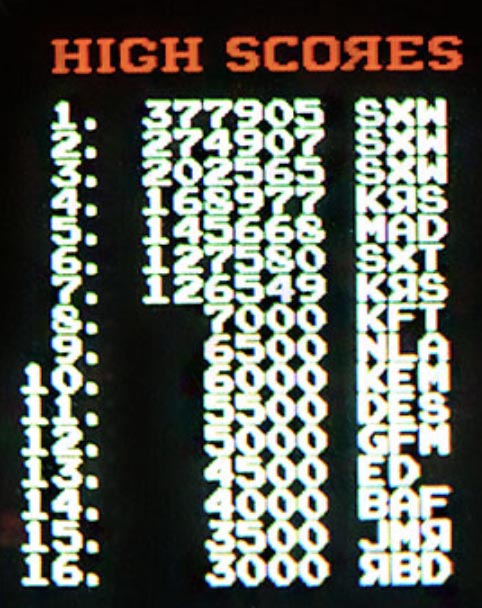 HIGH SCOЯES
1. 377905 SXW
2. 274907 SXW
3. 202565 SXW
4. 168977 KЯS
5. 145668 MAD
6. 127580 SXT
7. 126549 KЯS
8. 7000 KFT
9. 6500 NLA
10. 6000 KEM
11. 5500 DES
12. 5000 GFM
13. 4500 ED
14. 4000 BAF
15. 3500 JMЯ
16. 3000 ЯBD